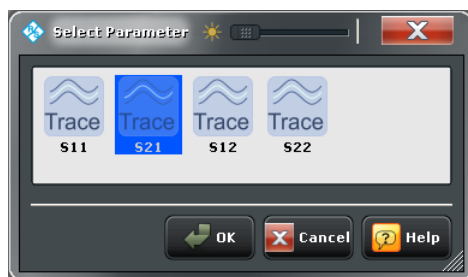 Select Parameter
Trace Trace Trace Trace
S11 S21 S12 S22
OK Cancel Help